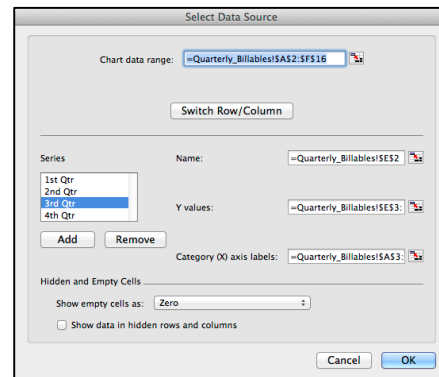 Select Data Source
Chart data range: =Quarterly_Billables!$A$2:$F$16
Switch Row/Column
Series
Name: =Quarterly_Billables!$E$2
1st Qtr
2nd Qtr
3rd Qtr
4th Qtr
Y values: =Quarterly_Billables!$E$3:
Add Remove
Category (X) axis labels: =Quarterly_Billables!$A$3:
Hidden and Empty Cells
Show empty cells as: Zero
Show data in hidden rows and columns
Cancel OK